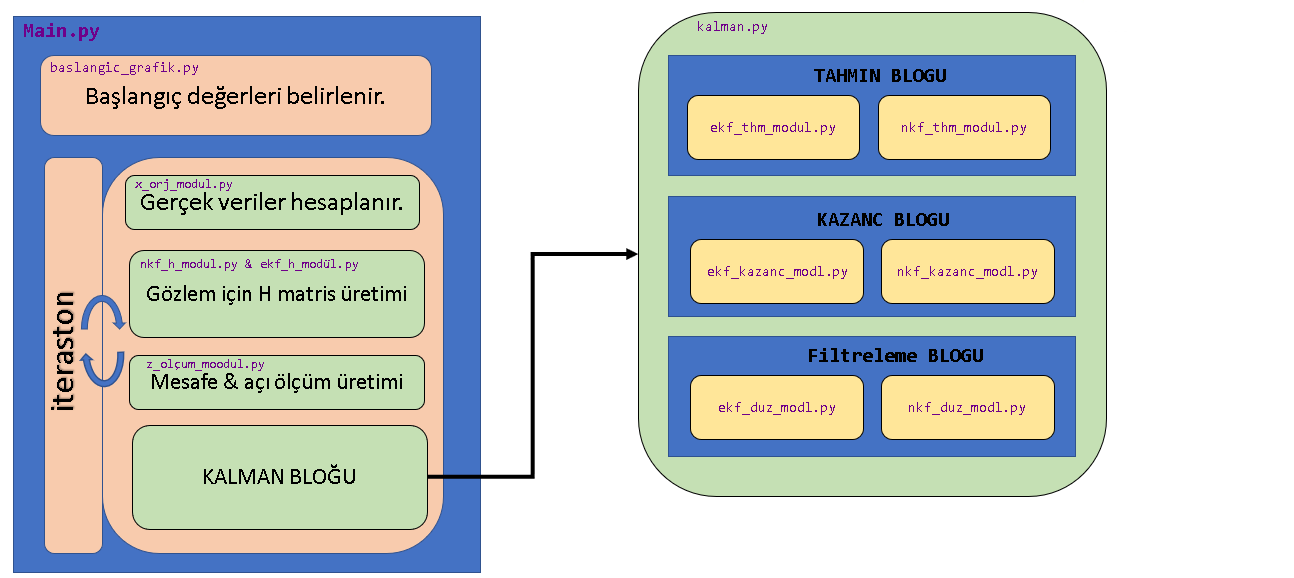 Main.py
baslangic_grafik.py
Başlangıç değerleri belirlenir.
iteraston
x_orj_modul.py
Gerçek veriler hesaplanır.
nkf_h_modul.py & ekf_h_modül.py
Gözlem için H matris üretimi
z_olçum_moodul.py
Mesafe & açı ölçüm üretimi
KALMAN BLOĞU
kalman.py
TAHMIN BLOGU
ekf_thm_modul.py
nkf_thm_modul.py
KAZANC BLOGU
ekf_kazanc_modl.py
nkf_kazanc_modl.py
Filtreleme BLOGU
ekf_duz_modl.py
nkf_duz_modl.py